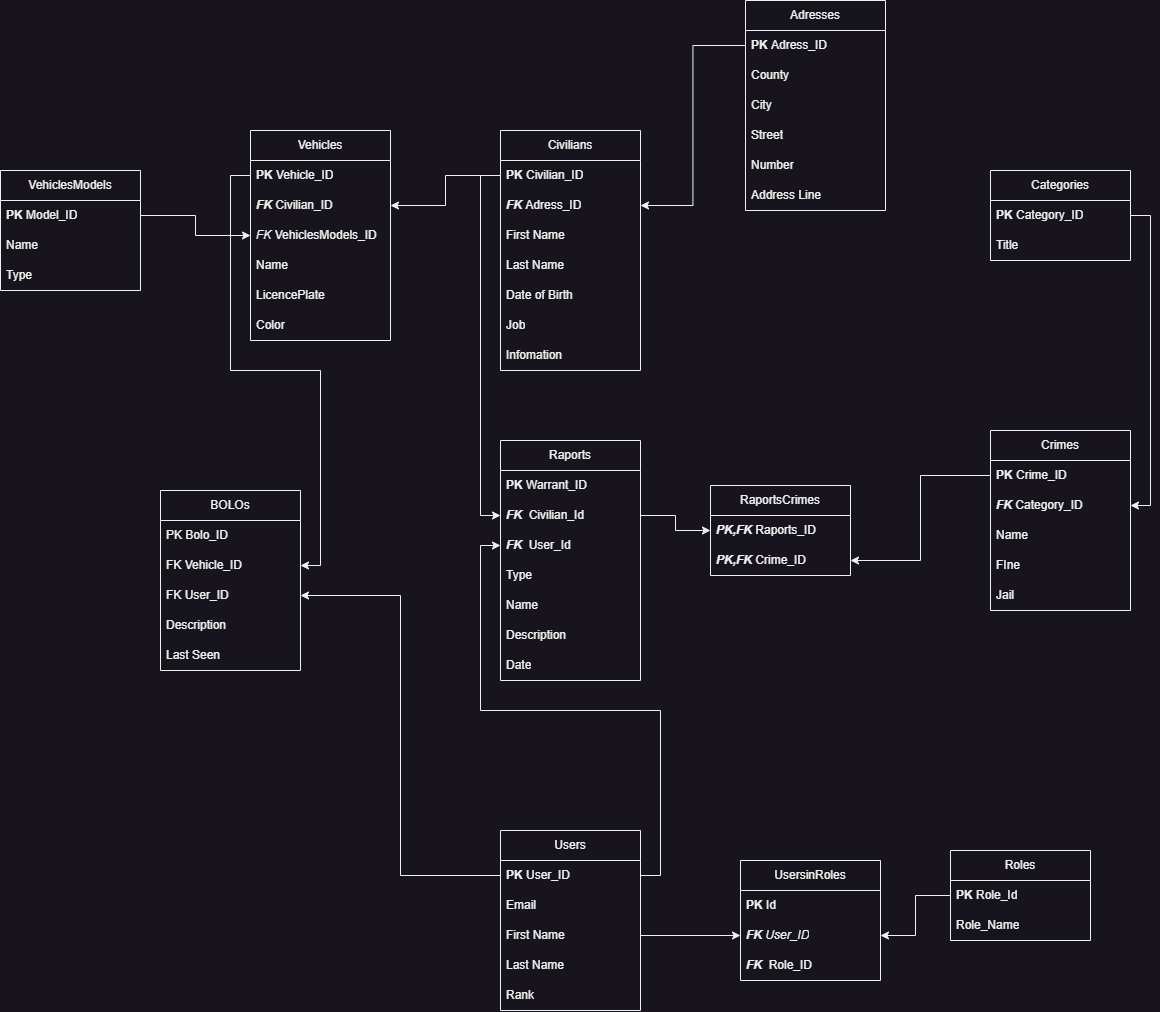 Adresses
PK Adress_ID
County
City
Street
Number
Address Line
Vehicles
PK Vehicle_ID
FK Civilian_ID
FK VehiclesModels_ID
Name
LicencePlate
Color
Civilians
PK Civilian_ID
FK Adress_ID
First Name
Last Name
Date of Birth
Job
Infomation
VehiclesModels
PK Model_ID
Name
Type
Categories
PK Category_ID
Title
Crimes
PK Crime_ID
FK Category_ID
Name
FIne
Jail
Raports
PK Warrant_ID
FK Civilian_Id
FK User_Id
Type
Name
Description
Date
RaportsCrimes
PK,FK Raports_ID
PK,FK Crime_ID
BOLOs
PK Bolo_ID
FK Vehicle_ID
FK User_ID
Description
Last Seen
Users
PK User_ID
Email
First Name
Last Name
Rank
UsersinRoles
PK Id
FK User_ID
FK Role_ID
Roles
PK Role_Id
Role_Name